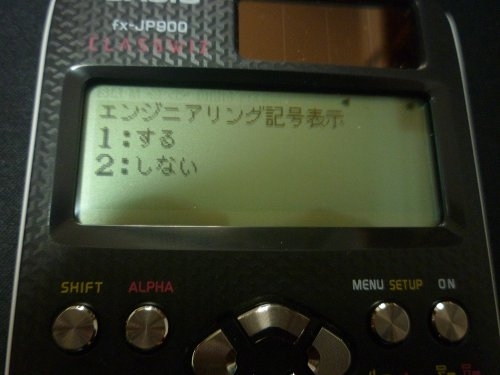 fx-JP900
CLASSWIZ
エンジニアリング記号表示
1:する
2:しない
SHIFT ALPHA MENU SETUP ON